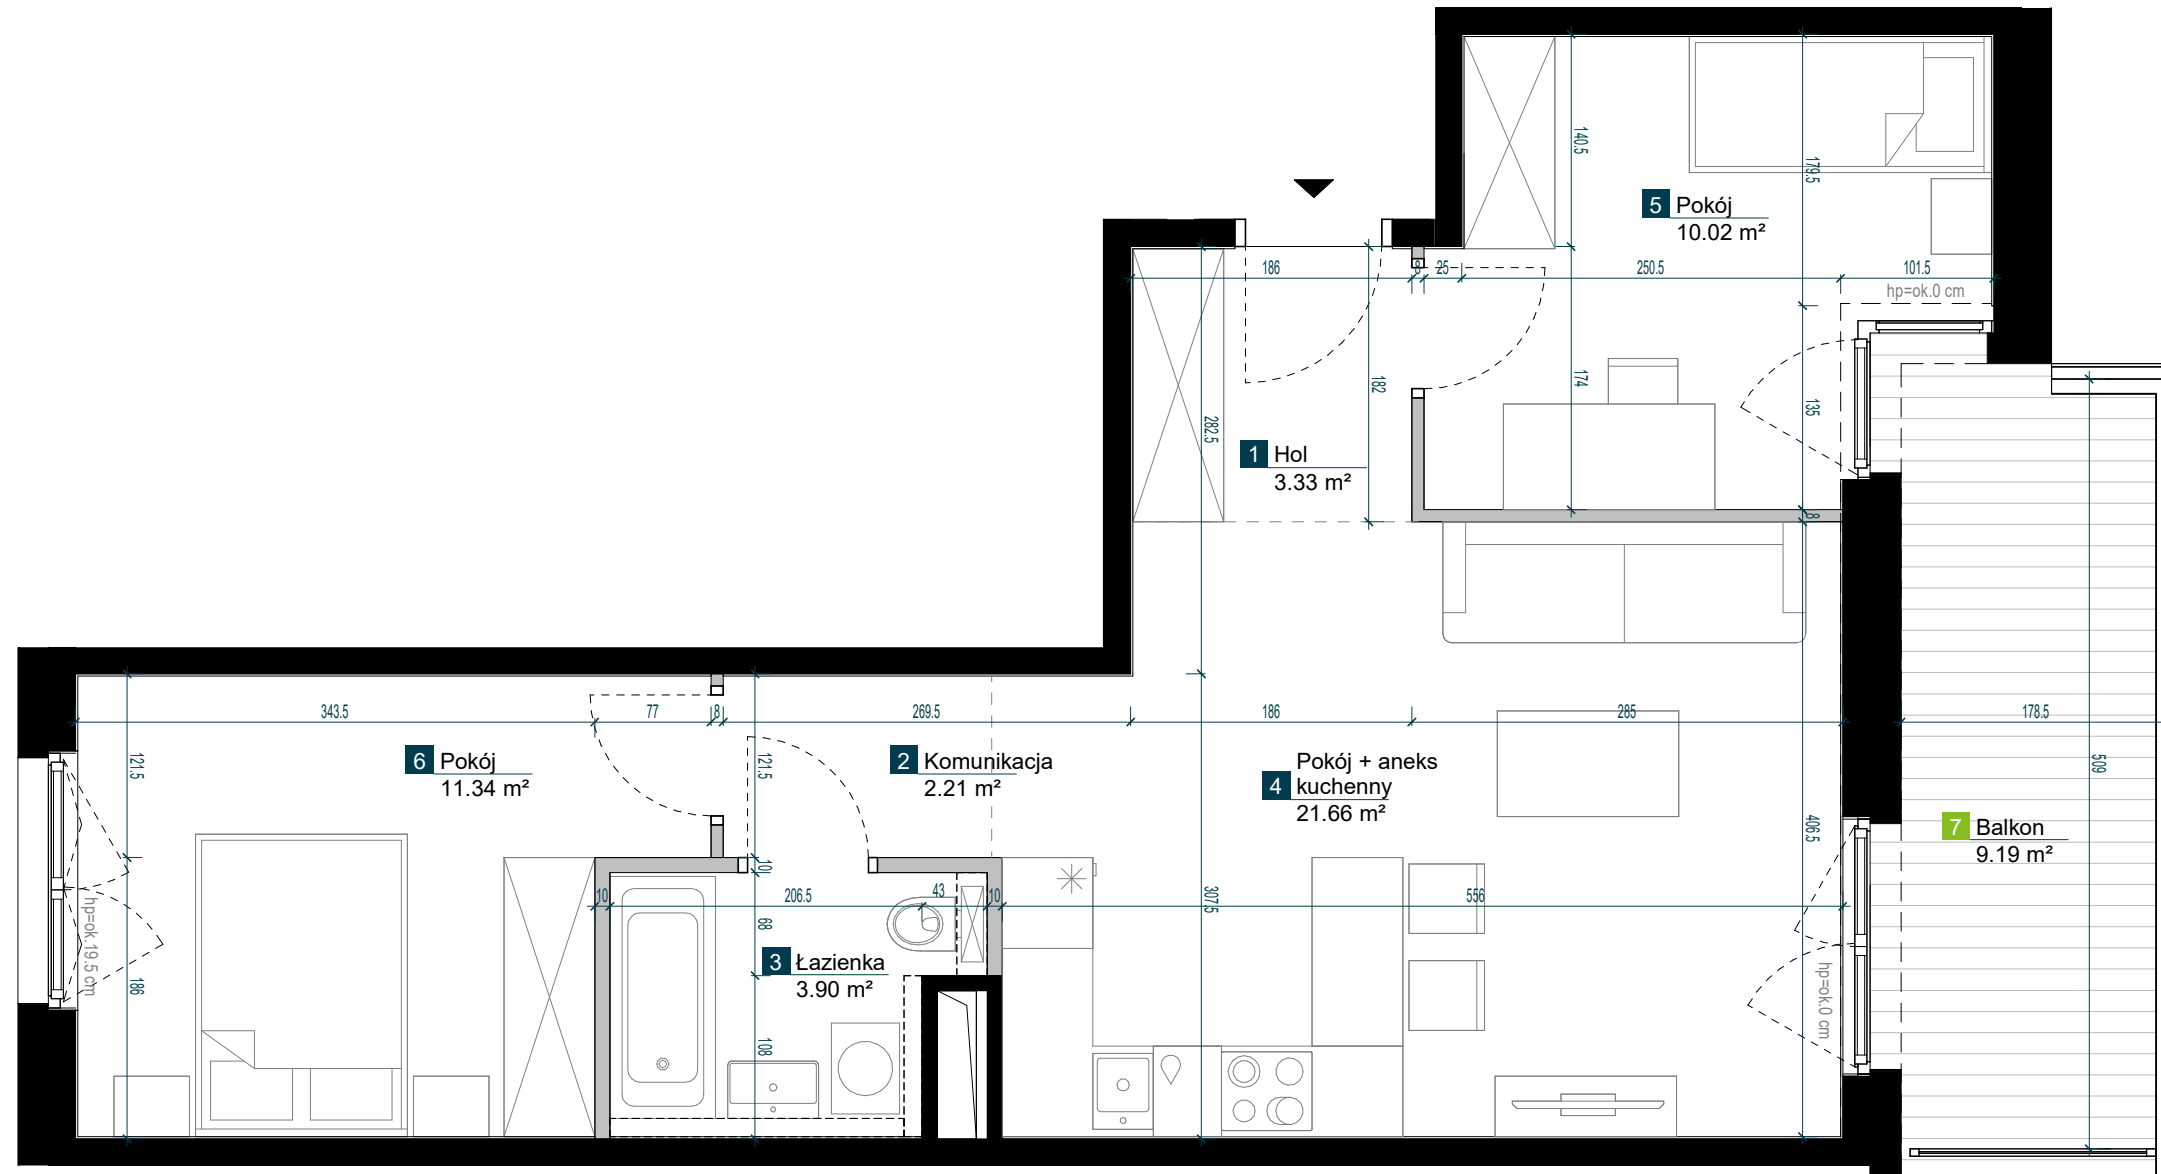 140.5
179.5
5 Pokój
10.02 m²
186
8
25
250.5
101.5
hp=ok.0 cm
182
174
135
282.5
1 Hol
3.33 m²
8
343.5
77
8
269.5
186
285
178.5
121.5
6 Pokój
11.34 m²
121.5
2 Komunikacja
2.21 m²
Pokój + aneks
4 kuchenny
21.66 m²
406.5
509
7 Balkon
9.19 m²
10
10
206.5
43
10
307.5
556
68
hp=ok.19.5 cm
186
3 Łazienka
3.90 m²
108
hp=ok.0 cm